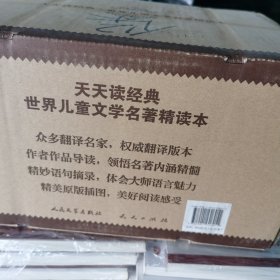 天天读经典
世界儿童文学名著精读本
众多翻译名家，权威翻译版本
作者作品导读，领悟名著内涵精髓
精妙语句摘录，体会大师语言魅力
精美原版插图，美好阅读感受
人民文学出版社